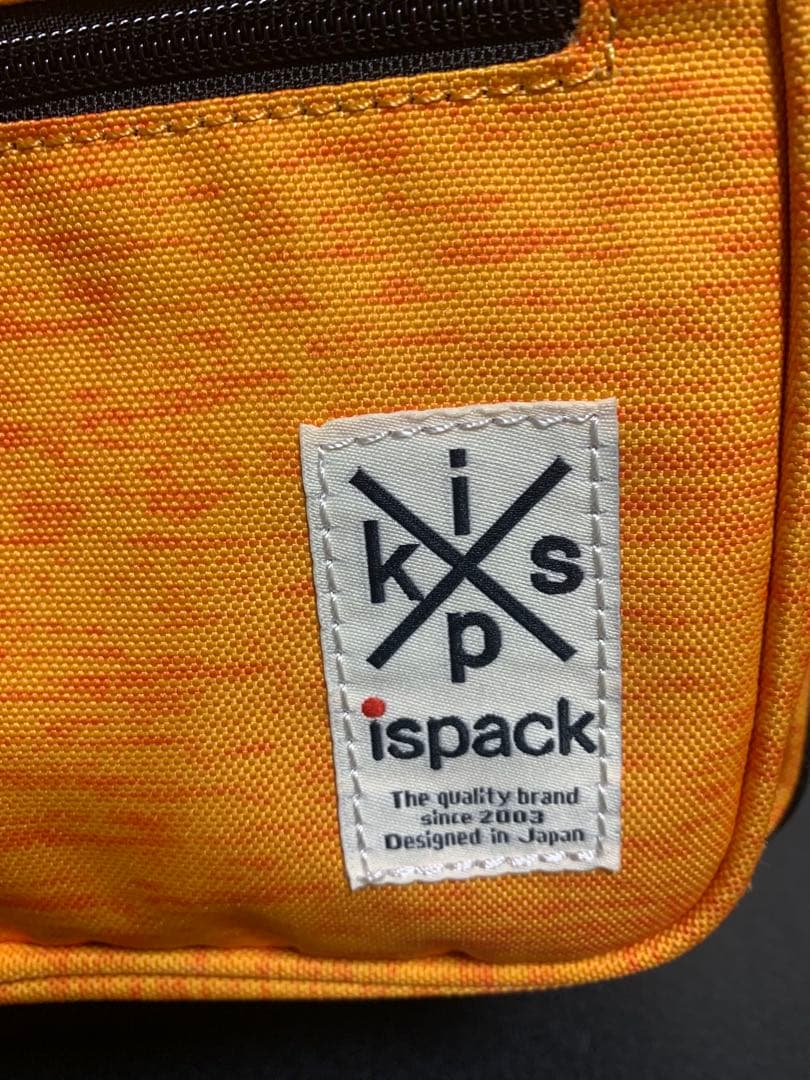 i
k s
p
ispack
The quality brand
since 2003
Designed in Japan